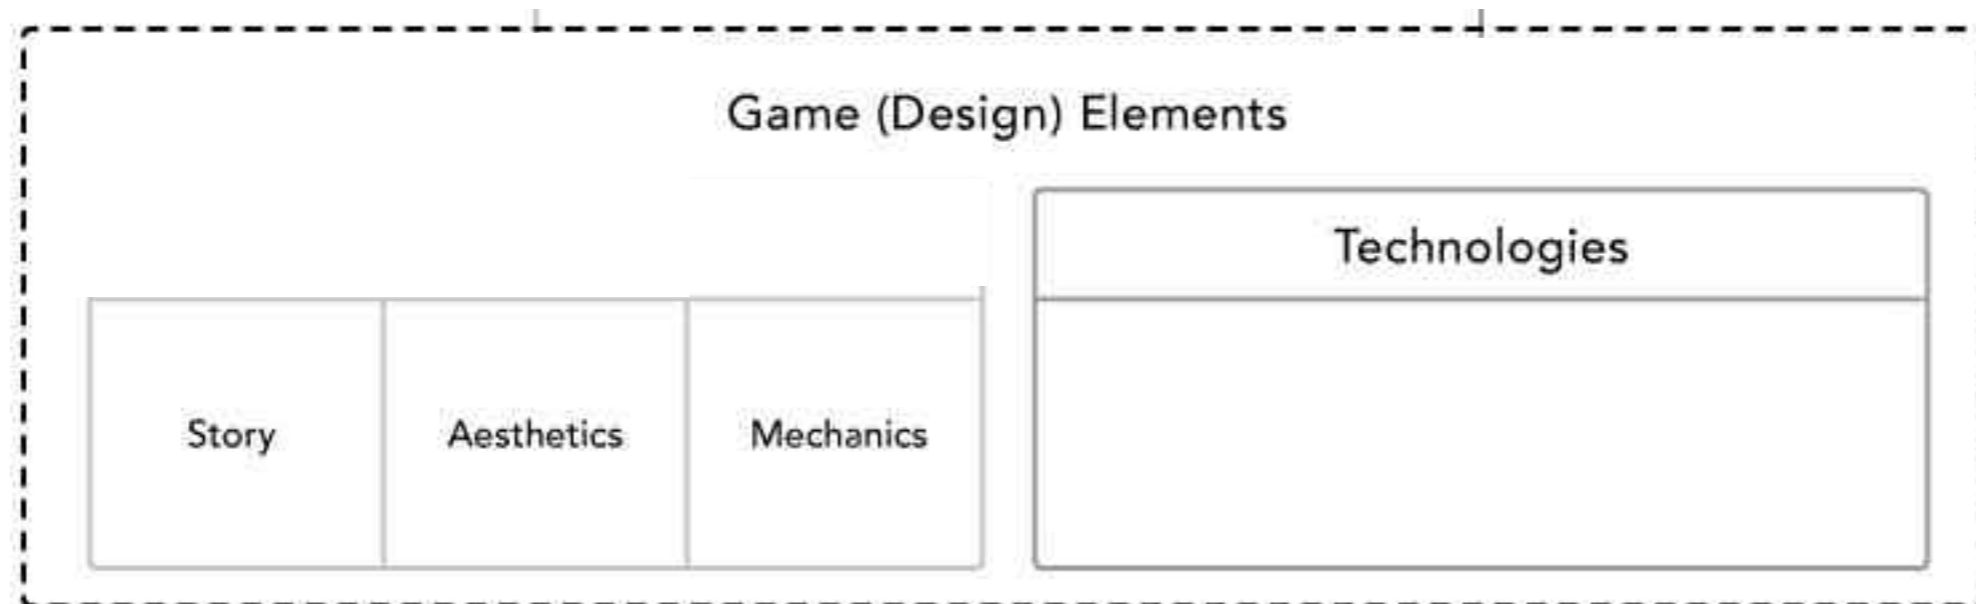 Game (Design) Elements
Technologies
Story
Aesthetics
Mechanics